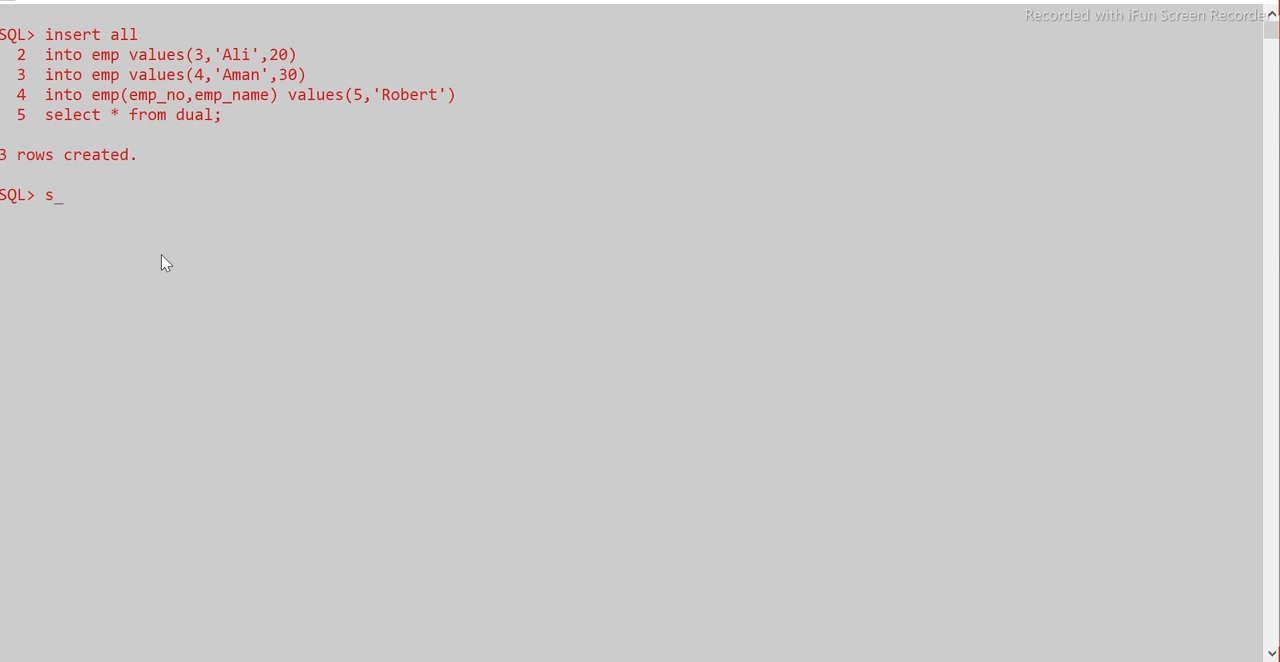 Recorded with iFun Screen Recorde
SQL> insert all
2 into emp values(3,'Ali',20)
3 into emp values(4,'Aman',30)
4 into emp(emp_no,emp_name) values(5,'Robert')
5 select * from dual;
3 rows created.
SQL> s_